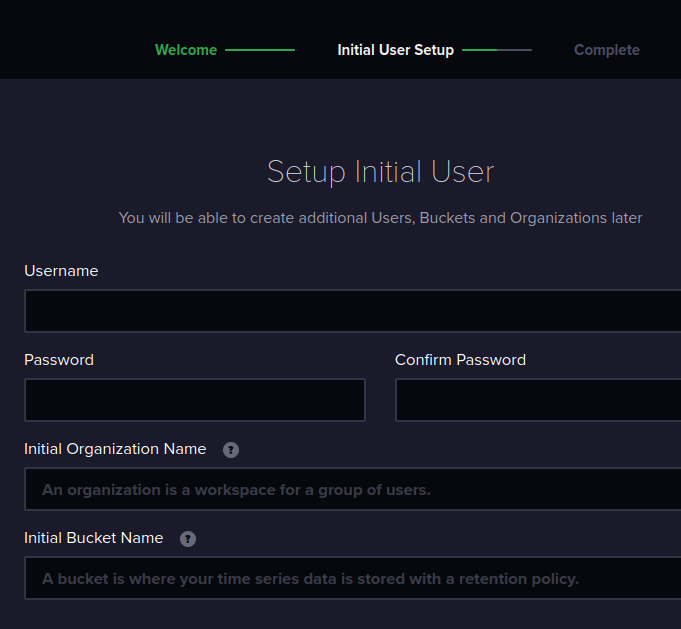 Welcome Initial User Setup Complete
Setup Initial User
You will be able to create additional Users, Buckets and Organizations later
Username
Password Confirm Password
Initial Organization Name ?
An organization is a workspace for a group of users.
Initial Bucket Name ?
A bucket is where your time series data is stored with a retention policy.